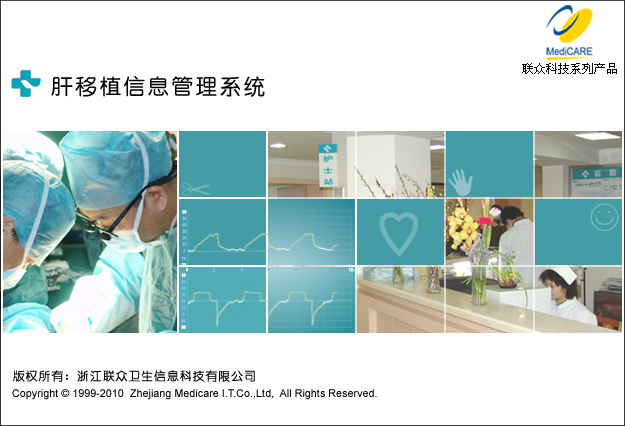 MediCARE
联众科技系列产品
肝移植信息管理系统
护士站
版权所有：浙江联众卫生信息科技有限公司
Copyright © 1999-2010 Zhejiang Medicare I.T.Co.,Ltd, All Rights Reserved.